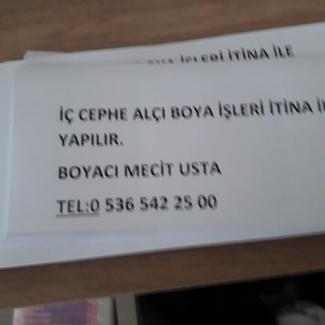 İŞLERİ İTİNA İLE
İÇ CEPHE ALÇI BOYA İŞLERİ İTİNA
YAPILIR.
BOYACI MECİT USTA
TEL:0 536 542 25 00